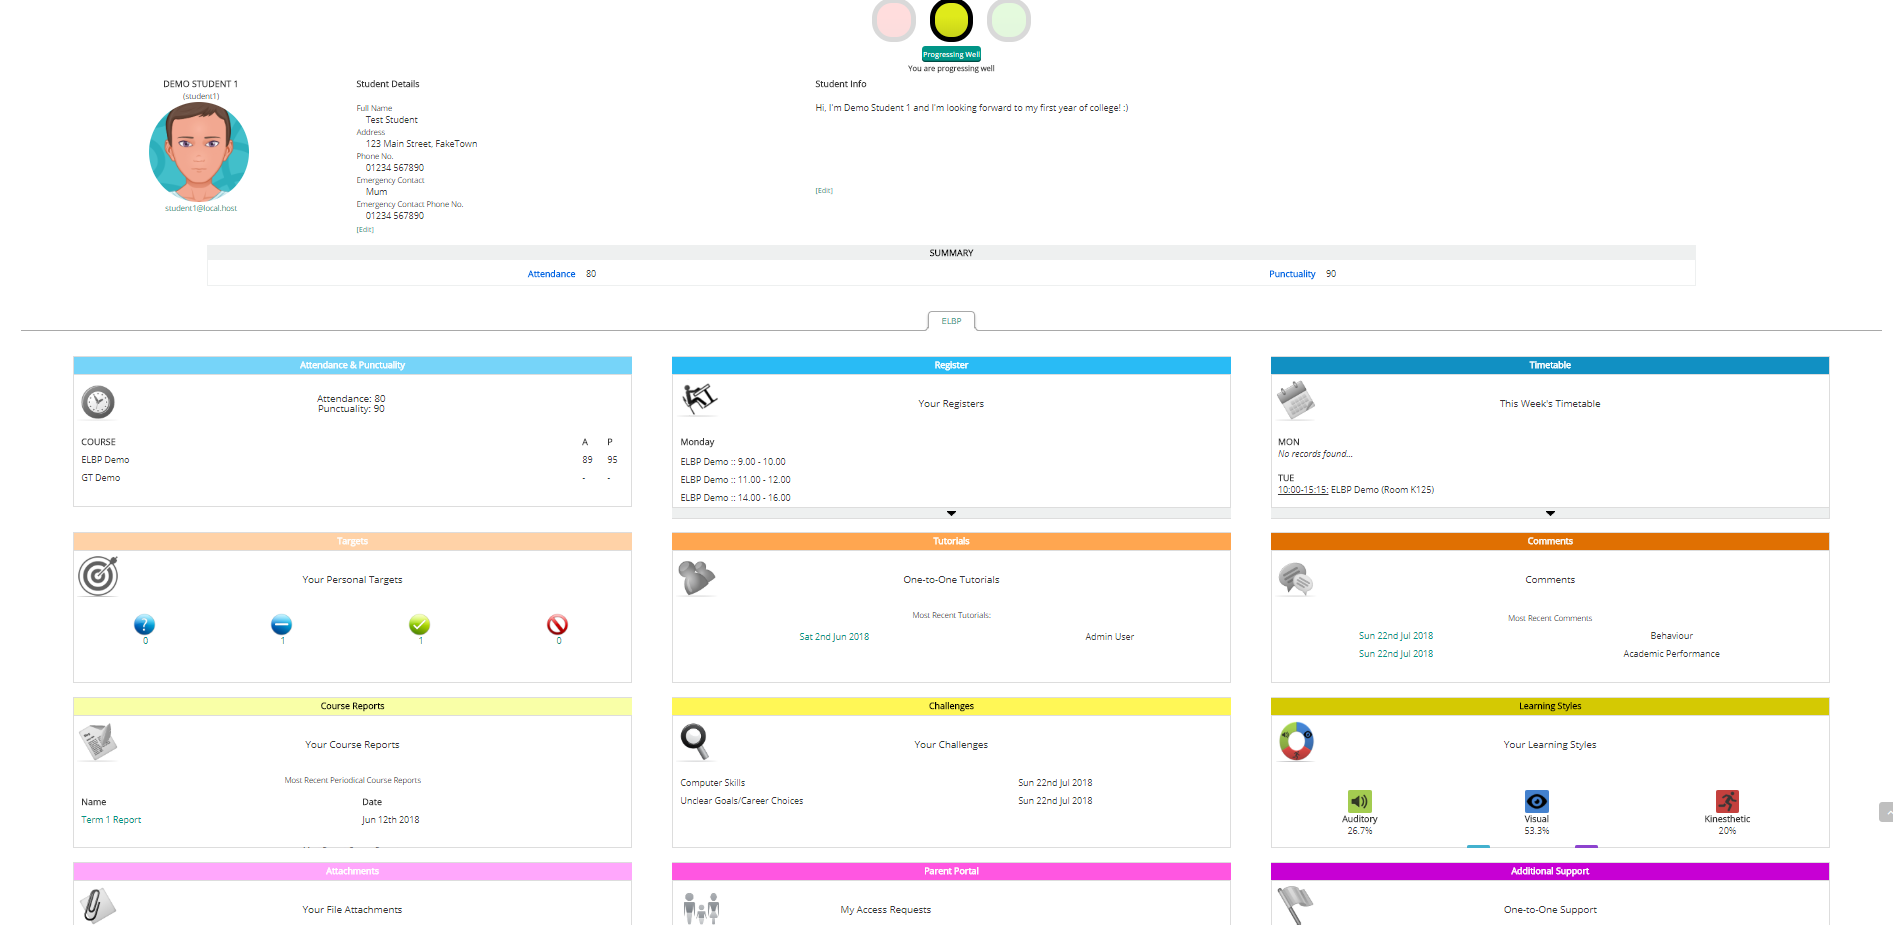 Progressing Well
You are progressing well
DEMO STUDENT 1
(student1)
student1@local.host
Student Details
Full Name
Test Student
Address
123 Main Street, FakeTown
Phone No.
01234 567890
Emergency Contact
Mum
Emergency Contact Phone No.
01234 567890
[Edit]
Student Info
Hi, I'm Demo Student 1 and I'm looking forward to my first year of college! :)
[Edit]
SUMMARY
Attendance 80 Punctuality 90
ELBP
Attendance & Punctuality
Attendance: 80
Punctuality: 90
COURSE A P
ELBP Demo 89 95
GT Demo - -
Register
Your Registers
Monday
ELBP Demo :: 9.00 - 10.00
ELBP Demo :: 11.00 - 12.00
ELBP Demo :: 14.00 - 16.00
Timetable
This Week's Timetable
MON
No records found...
TUE
10:00-15:15: ELBP Demo (Room K125)
Targets
Your Personal Targets
0 1 1 0
Tutorials
One-to-One Tutorials
Most Recent Tutorials:
Sat 2nd Jun 2018 Admin User
Comments
Comments
Most Recent Comments
Sun 22nd Jul 2018 Behaviour
Sun 22nd Jul 2018 Academic Performance
Course Reports
Your Course Reports
Most Recent Periodical Course Reports
Name Date
Term 1 Report Jun 12th 2018
Challenges
Your Challenges
Computer Skills Sun 22nd Jul 2018
Unclear Goals/Career Choices Sun 22nd Jul 2018
Learning Styles
Your Learning Styles
Auditory Visual Kinesthetic
26.7% 53.3% 20%
Attachments
Your File Attachments
Parent Portal
My Access Requests
Additional Support
One-to-One Support